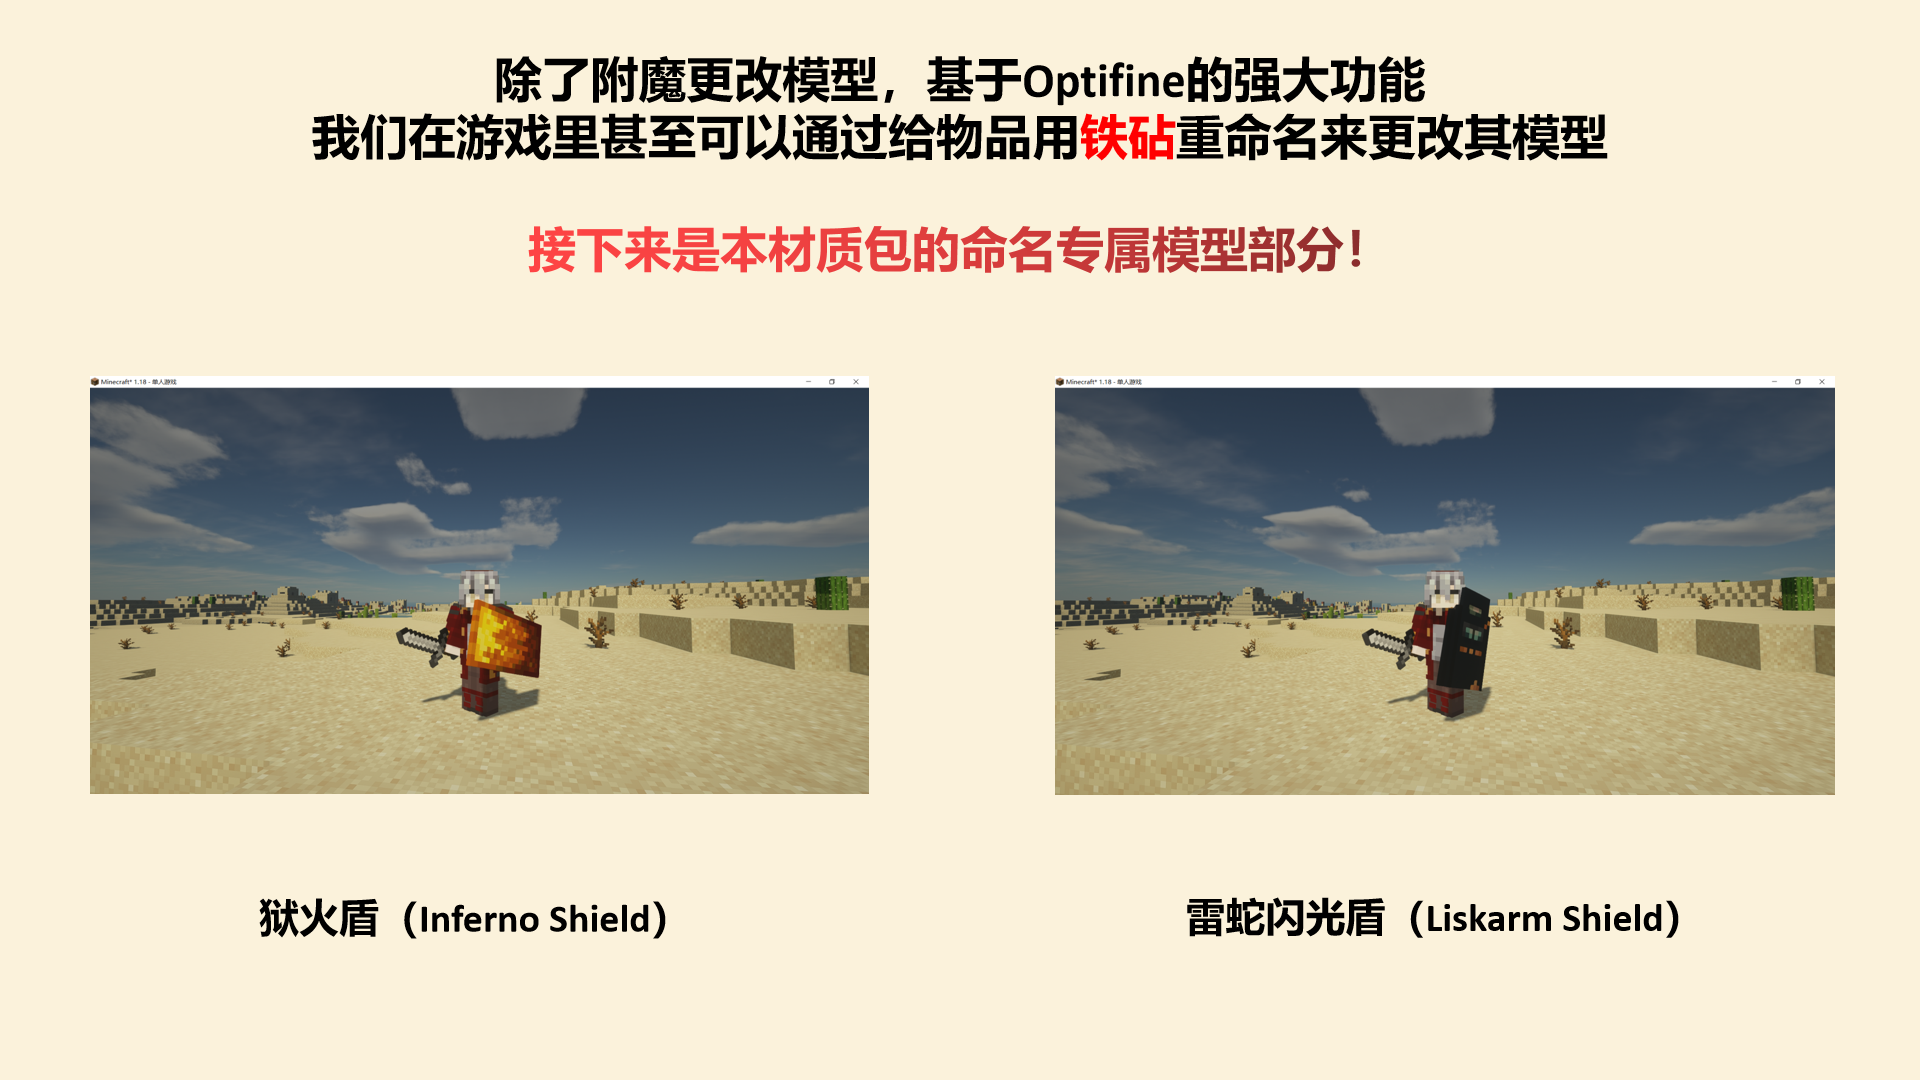 除了附魔更改模型，基于Optifine的强大功能
我们在游戏里甚至可以通过给物品用铁砧重命名来更改其模型
接下来是本材质包的命名专属模型部分！
Minecraft* 1.18 - 单人游戏
Minecraft* 1.18 - 单人游戏
狱火盾（Inferno Shield）
雷蛇闪光盾（Liskarm Shield）